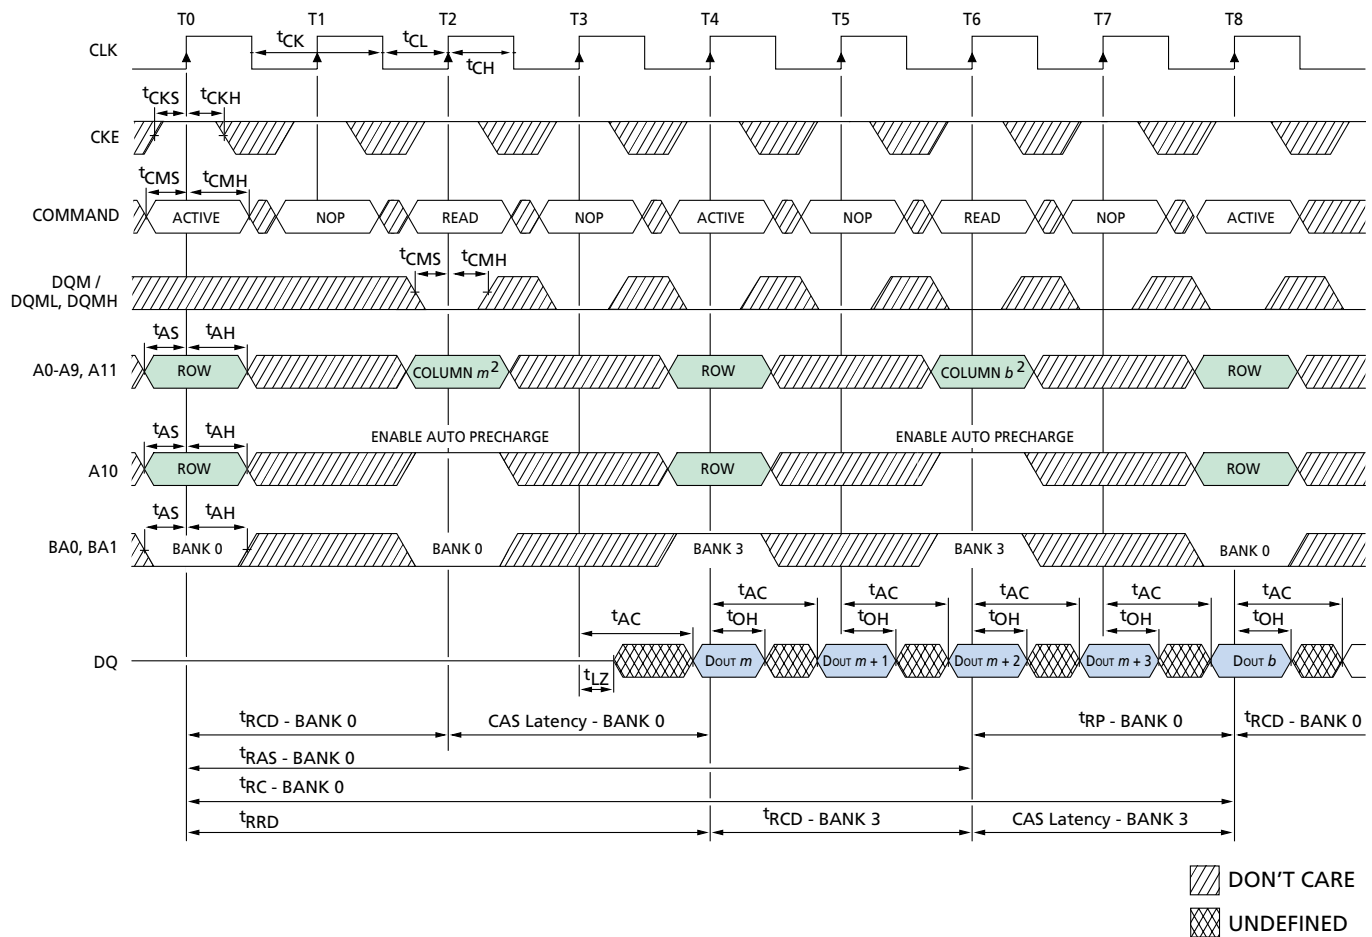 T0 T1 T2 T3 T4 T5 T6 T7 T8
CLK
tCK tCL tCH
tCKS tCKH
CKE
tCMS tCMH
COMMAND ACTIVE NOP READ NOP ACTIVE NOP READ NOP ACTIVE
tCMS tCMH
DQM /
DQML, DQMH
tAS tAH
A0-A9, A11 ROW COLUMN m2 ROW COLUMN b2 ROW
ENABLE AUTO PRECHARGE ENABLE AUTO PRECHARGE
tAS tAH
A10 ROW ROW ROW
tAS tAH
BA0, BA1 BANK 0 BANK 0 BANK 3 BANK 3 BANK 0
tAC tAC tAC tAC tAC tAC
tOH tOH tOH tOH tOH
DQ DOUT m DOUT m + 1 DOUT m + 2 DOUT m + 3 DOUT b
tLZ
tRCD - BANK 0 CAS Latency - BANK 0 tRP - BANK 0 tRCD - BANK 0
tRAS - BANK 0
tRC - BANK 0
tRRD tRCD - BANK 3 CAS Latency - BANK 3
DON'T CARE
UNDEFINED